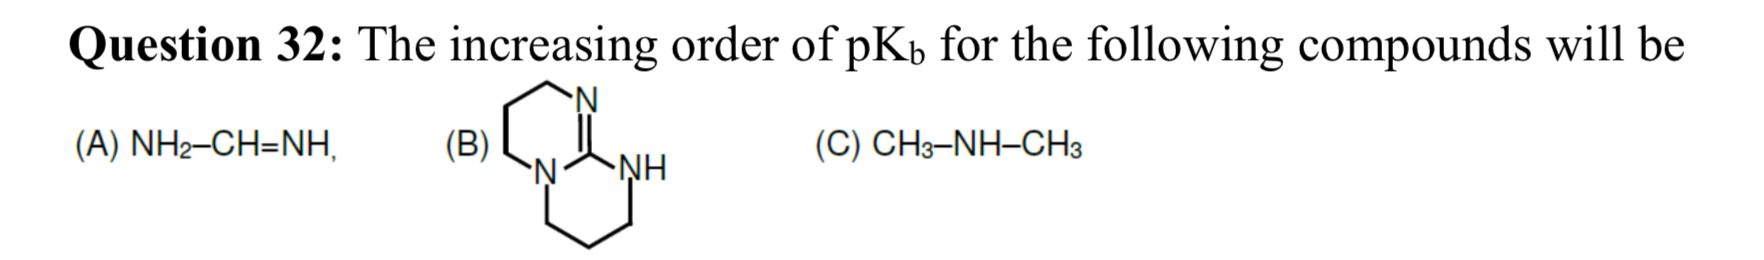 Question 32: The increasing order of pK_b for the following compounds will be
(A) NH₂–CH=NH, (B) N N NH (C) CH₃–NH–CH₃